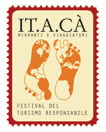 IT.A.CÀ
MIGRANTI E VIAGGIATORI
FESTIVAL DEL
TURISMO RESPONSABILE